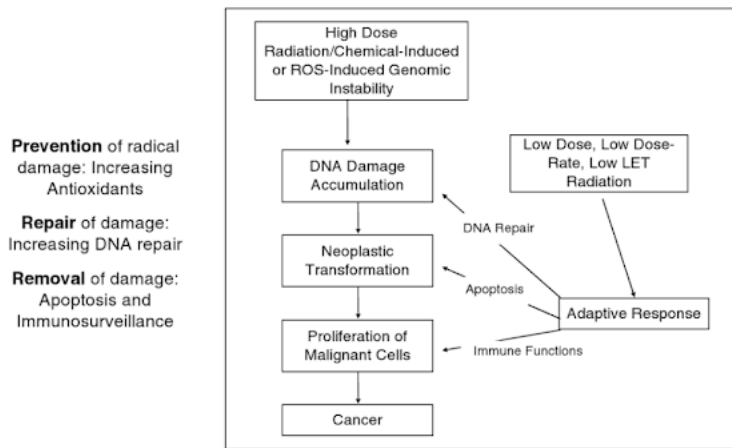 High Dose
Radiation/Chemical-Induced
or ROS-Induced Genomic
Instability
Prevention of radical
damage: Increasing
Antioxidants
Repair of damage:
Increasing DNA repair
Removal of damage:
Apoptosis and
Immunosurveillance
DNA Damage
Accumulation
Low Dose, Low Dose-
Rate, Low LET
Radiation
DNA Repair
Neoplastic
Transformation
Apoptosis
Adaptive Response
Proliferation of
Malignant Cells
Immune Functions
Cancer